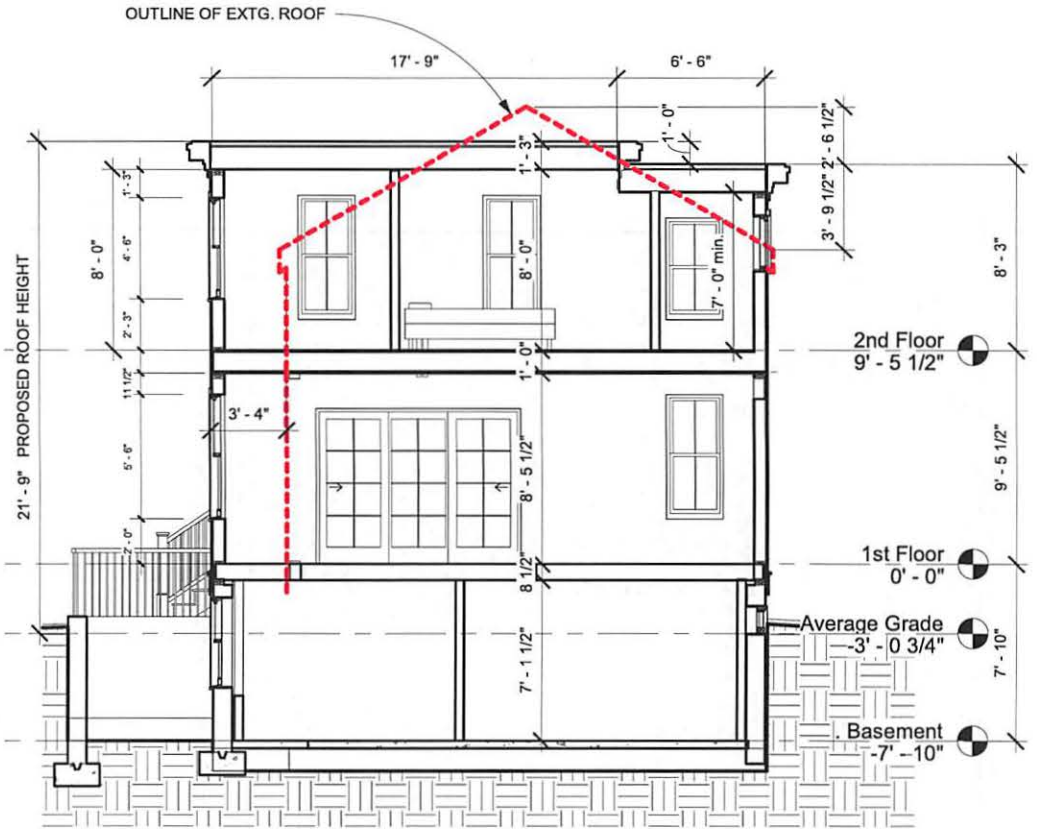 OUTLINE OF EXTG. ROOF
17' - 9"
6' - 6"
1' - 0"
2' - 6 1/2"
3' - 9 1/2"
1' - 3"
1' - 3"
4' - 6"
8' - 0"
2' - 3"
8' - 0"
7' - 0" min.
8' - 3"
21' - 9" PROPOSED ROOF HEIGHT
2nd Floor
9' - 5 1/2"
1' - 0"
11 1/2"
3' - 4"
5' - 6"
8' - 5 1/2"
9' - 5 1/2"
2' - 0"
1st Floor
0' - 0"
8 1/2"
Average Grade
-3' - 0 3/4"
7' - 1 1/2"
7' - 10"
. Basement
-7' - 10"